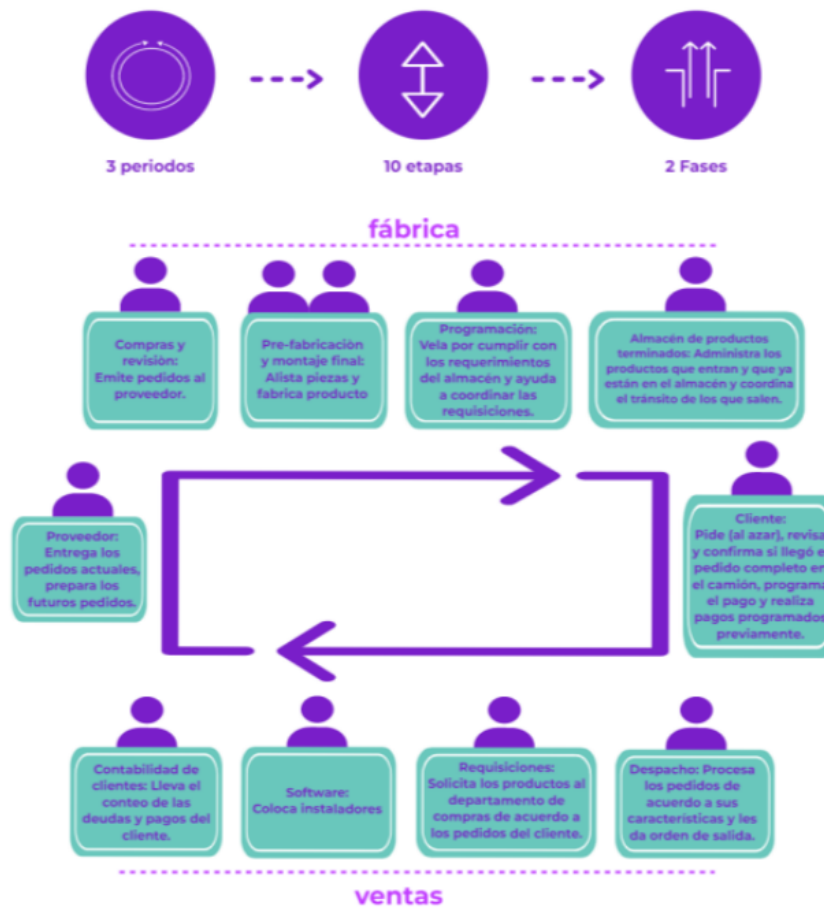 3 periodos
10 etapas
2 Fases
fábrica
Compras y
revisión:
Emite pedidos al
proveedor.
Pre-fabricación
y montaje final:
Alista piezas y
fabrica producto
Programación:
Vela por cumplir con
los requerimientos
del almacén y ayuda
a coordinar las
requisiciones.
Almacén de productos
terminados: Administra los
productos que entran y que ya
están en el almacén y coordina
el tránsito de los que salen.
Proveedor:
Entrega los
pedidos actuales,
prepara los
futuros pedidos.
Cliente:
Pide (al azar), revisa
y confirma si llegó e
pedido completo en
el camión, programa
el pago y realiza
pagos programados
previamente.
Contabilidad de
clientes: Lleva el
conteo de las
deudas y pagos del
cliente.
Software:
Coloca instaladores
Requisiciones:
Solicita los productos al
departamento de
compras de acuerdo a
los pedidos del cliente.
Despacho: Procesa
los pedidos de
acuerdo a sus
características y les
da orden de salida.
ventas